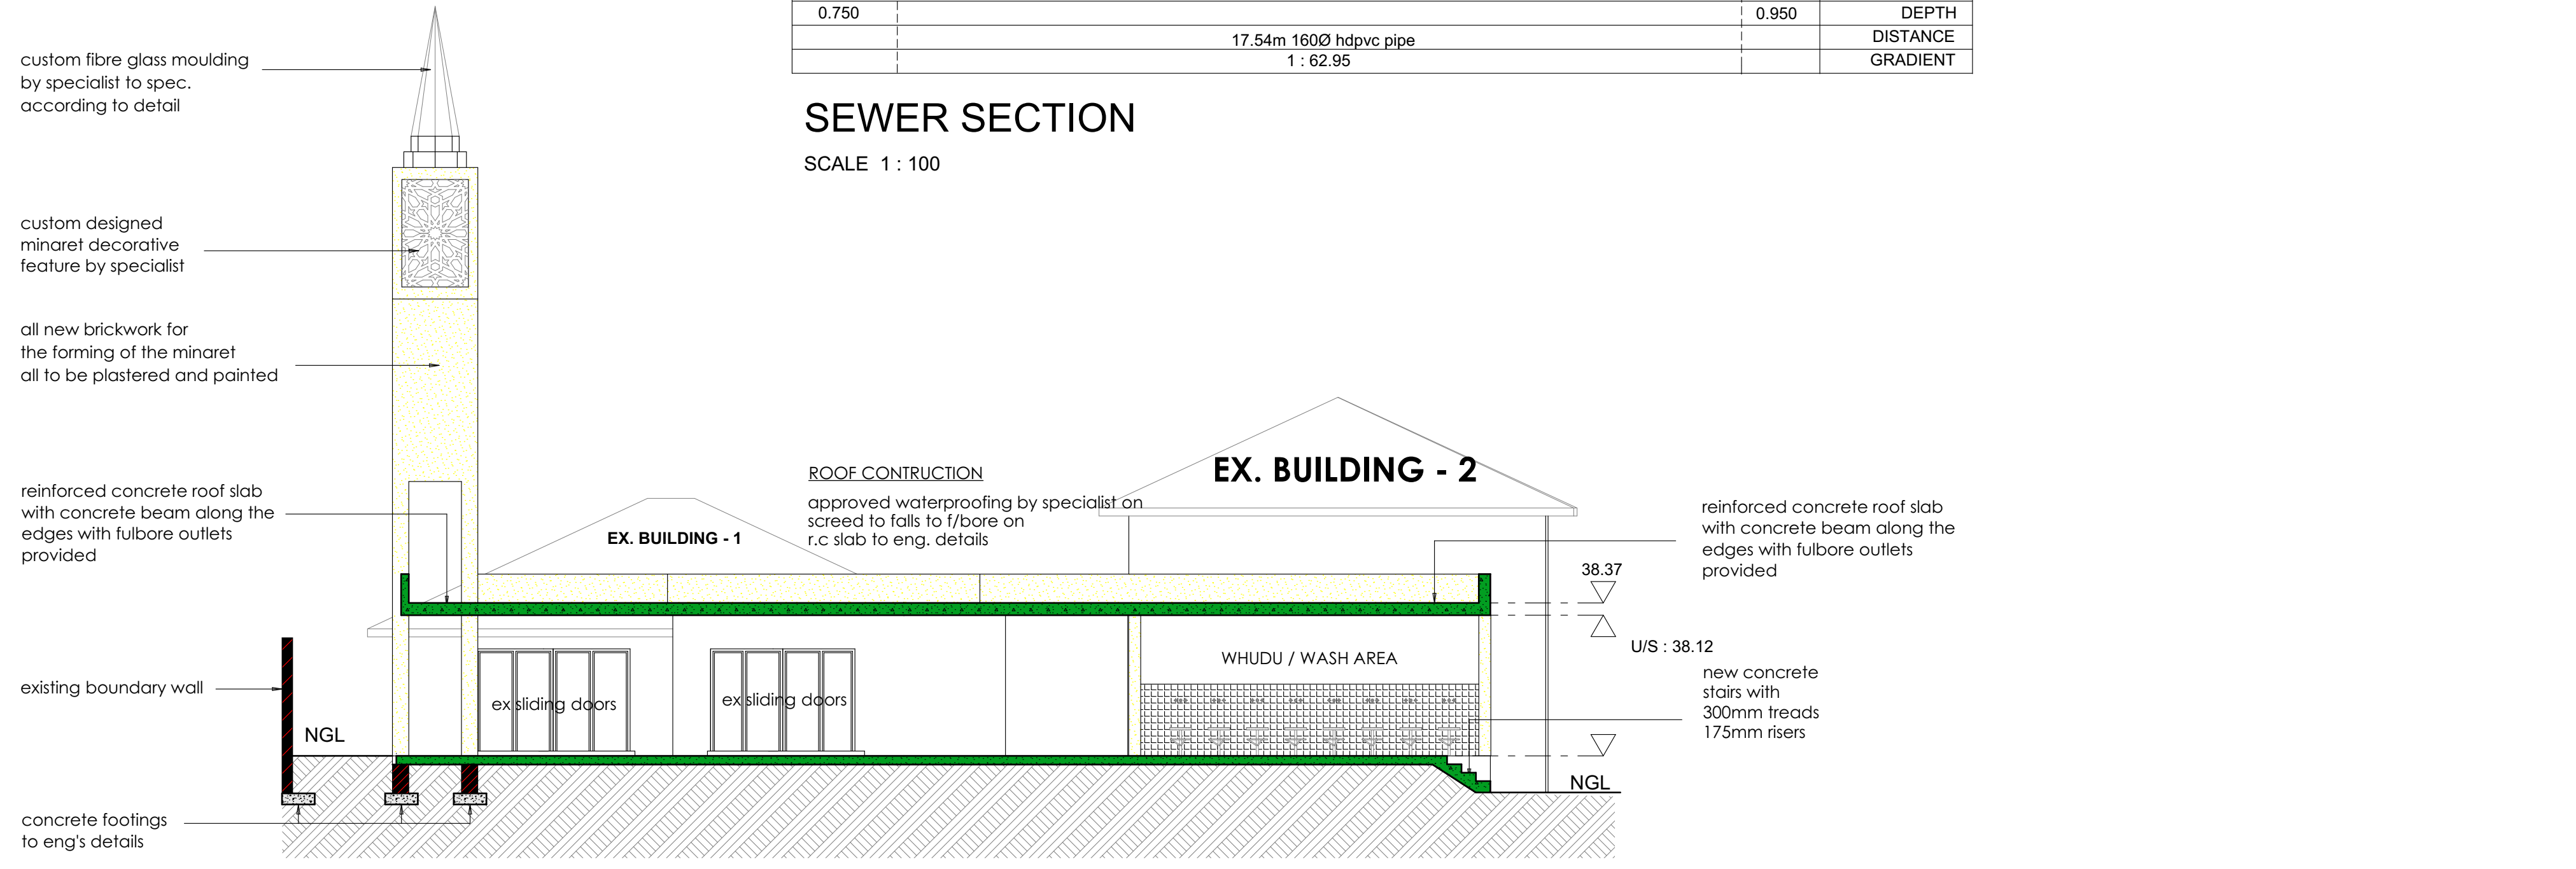 0.750 0.950 DEPTH
17.54m 160Ø hdpvc pipe DISTANCE
1 : 62.95 GRADIENT
SEWER SECTION
SCALE 1 : 100
custom fibre glass moulding
by specialist to spec.
according to detail
custom designed
minaret decorative
feature by specialist
all new brickwork for
the forming of the minaret
all to be plastered and painted
reinforced concrete roof slab
with concrete beam along the
edges with fulbore outlets
provided
existing boundary wall
NGL
concrete footings
to eng's details
EX. BUILDING - 1
ROOF CONTRUCTION
approved waterproofing by specialist on
screed to falls to f/bore on
r.c slab to eng. details
EX. BUILDING - 2
ex sliding doors
ex sliding doors
WHUDU / WASH AREA
reinforced concrete roof slab
with concrete beam along the
edges with fulbore outlets
provided
38.37
U/S : 38.12
new concrete
stairs with
300mm treads
175mm risers
NGL